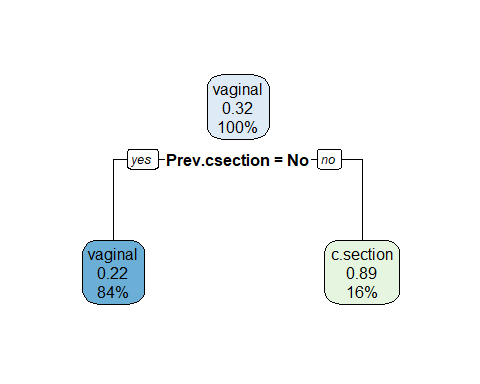 vaginal
0.32
100%
yes Prev.csection = No no
vaginal
0.22
84%
c.section
0.89
16%